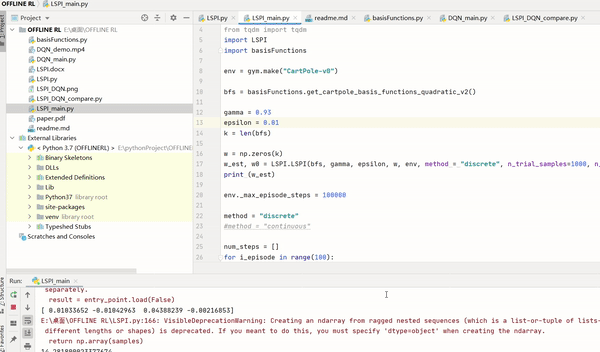 OFFLINE RL
LSPI_main.py
Project
LSPI.py
LSPI_main.py
readme.md
basisFunctions.py
DQN_main.py
LSPI_DQN_compare.py
OFFLINE RL E:\桌面\OFFLINE RL
basisFunctions.py
DQN_demo.mp4
DQN_main.py
LSPI.docx
LSPI.py
LSPI_DQN.png
LSPI_DQN_compare.py
LSPI_main.py
paper.pdf
readme.md
External Libraries
< Python 3.7 (OFFLINERL) > E:\pythonProject\OFFLINE
Binary Skeletons
DLLs
Extended Definitions
Lib
Python37 library root
site-packages
venv library root
Typeshed Stubs
Scratches and Consoles
4 from tqdm import tqdm
5 import LSPI
6 import basisFunctions
7
8 env = gym.make("CartPole-v0")
9
10 bfs = basisFunctions.get_cartpole_basis_functions_quadratic_v2()
11
12 gamma = 0.93
13 epsilon = 0.01
14 k = len(bfs)
15
16 w = np.zeros(k)
17 w_est, w0 = LSPI.LSPI(bfs, gamma, epsilon, w, env, method = "discrete", n_trial_samples=1000, n_
18 print (w_est)
19
20 env._max_episode_steps = 100000
21
22 method = "discrete"
23 #method = "continuous"
24
25 num_steps = []
26 for i_episode in range(100):
Run: LSPI_main
separately.
result = entry_point.load(False)
[ 0.01033652 -0.01042963 0.04388239 -0.00216853]
E:\桌面\OFFLINE RL\LSPI.py:166: VisibleDeprecationWarning: Creating an ndarray from ragged nested sequences (which is a list-or-tuple of lists-
different lengths or shapes) is deprecated. If you meant to do this, you must specify 'dtype=object' when creating the ndarray.
return np.array(samples)